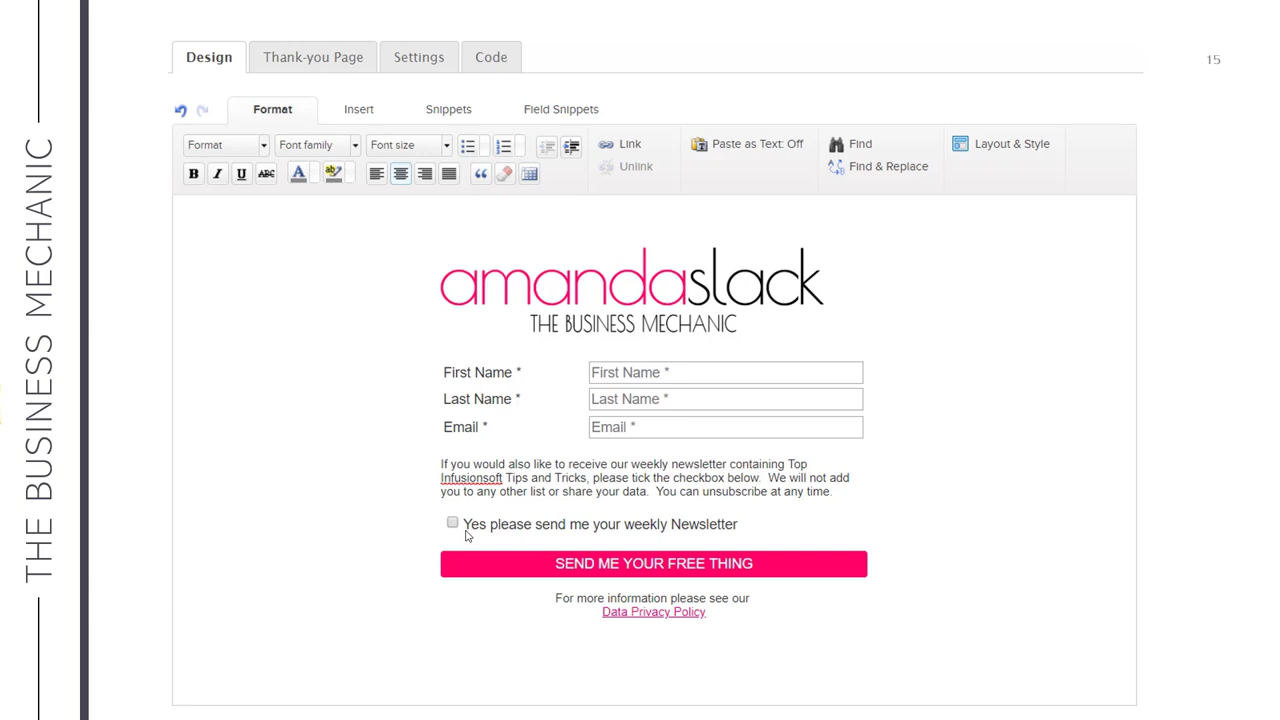 THE BUSINESS MECHANIC
15
Design Thank-you Page Settings Code
Format Insert Snippets Field Snippets
Format Font family Font size Link Paste as Text: Off Find Layout & Style
B I U ABC A ab Unlink Find & Replace
amandaslack
THE BUSINESS MECHANIC
First Name * First Name *
Last Name * Last Name *
Email * Email *
If you would also like to receive our weekly newsletter containing Top
Infusionsoft Tips and Tricks, please tick the checkbox below. We will not add
you to any other list or share your data. You can unsubscribe at any time.
Yes please send me your weekly Newsletter
SEND ME YOUR FREE THING
For more information please see our
Data Privacy Policy